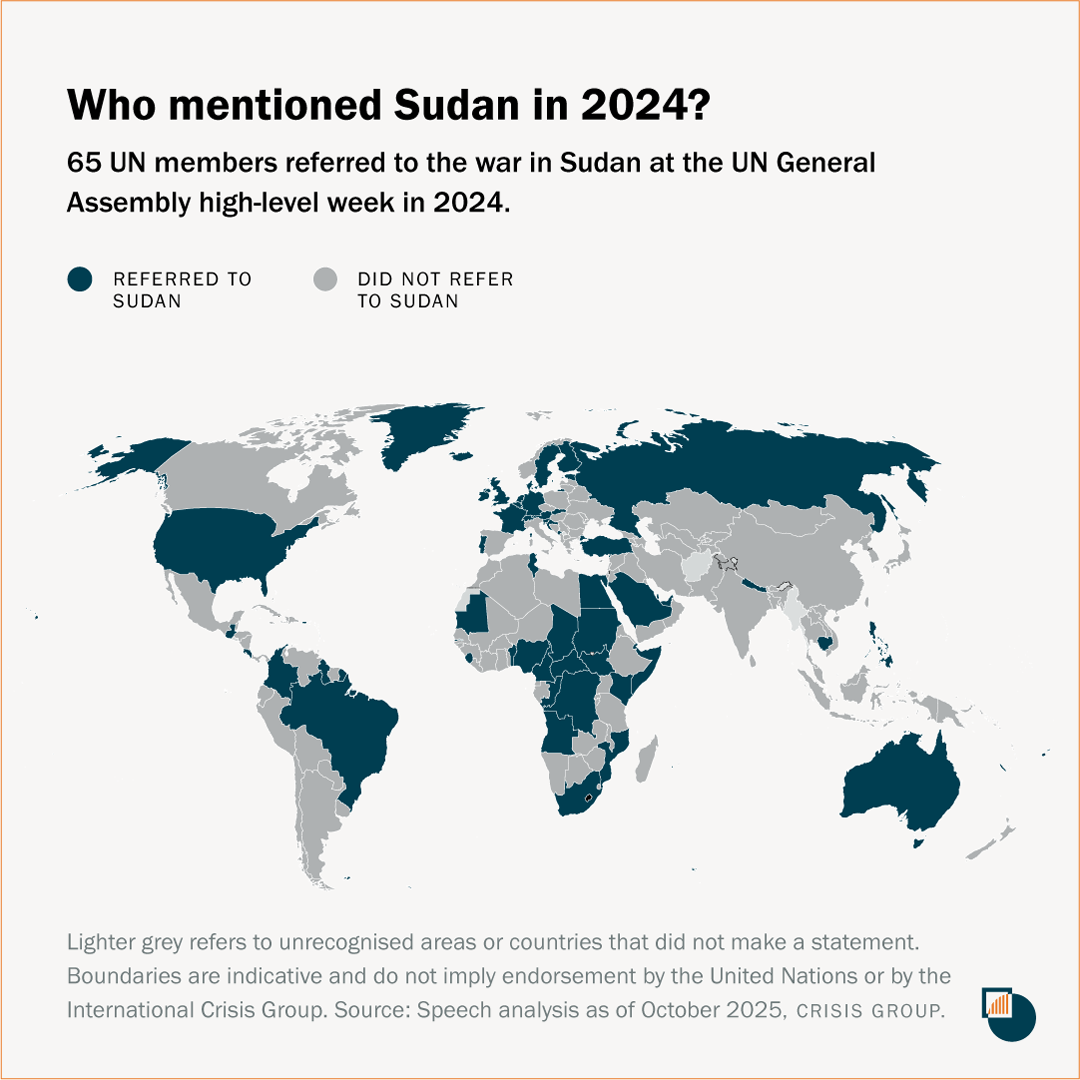 Who mentioned Sudan in 2024?
65 UN members referred to the war in Sudan at the UN General
Assembly high-level week in 2024.
REFERRED TO
SUDAN
DID NOT REFER
TO SUDAN
Lighter grey refers to unrecognised areas or countries that did not make a statement.
Boundaries are indicative and do not imply endorsement by the United Nations or by the
International Crisis Group. Source: Speech analysis as of October 2025, CRISIS GROUP.